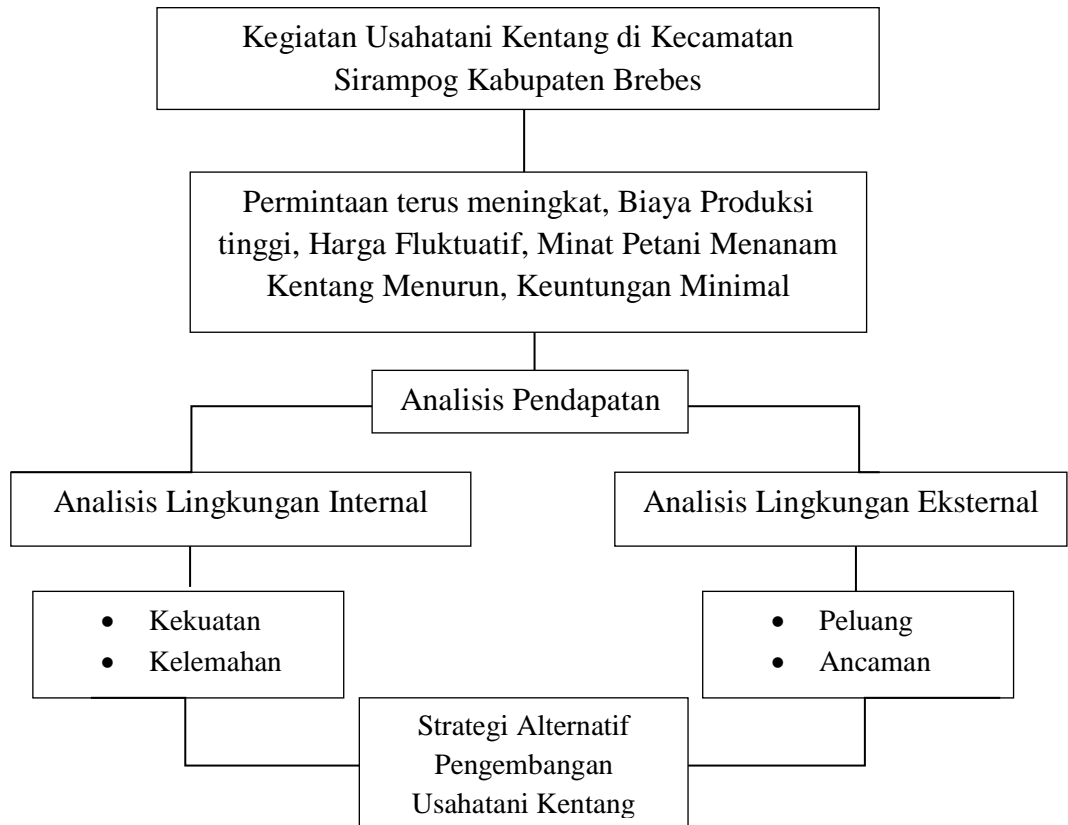 Kegiatan Usahatani Kentang di Kecamatan
Sirampog Kabupaten Brebes
Permintaan terus meningkat, Biaya Produksi
tinggi, Harga Fluktuatif, Minat Petani Menanam
Kentang Menurun, Keuntungan Minimal
Analisis Pendapatan
Analisis Lingkungan Internal
Analisis Lingkungan Eksternal
• Kekuatan
• Kelemahan
• Peluang
• Ancaman
Strategi Alternatif
Pengembangan
Usahatani Kentang